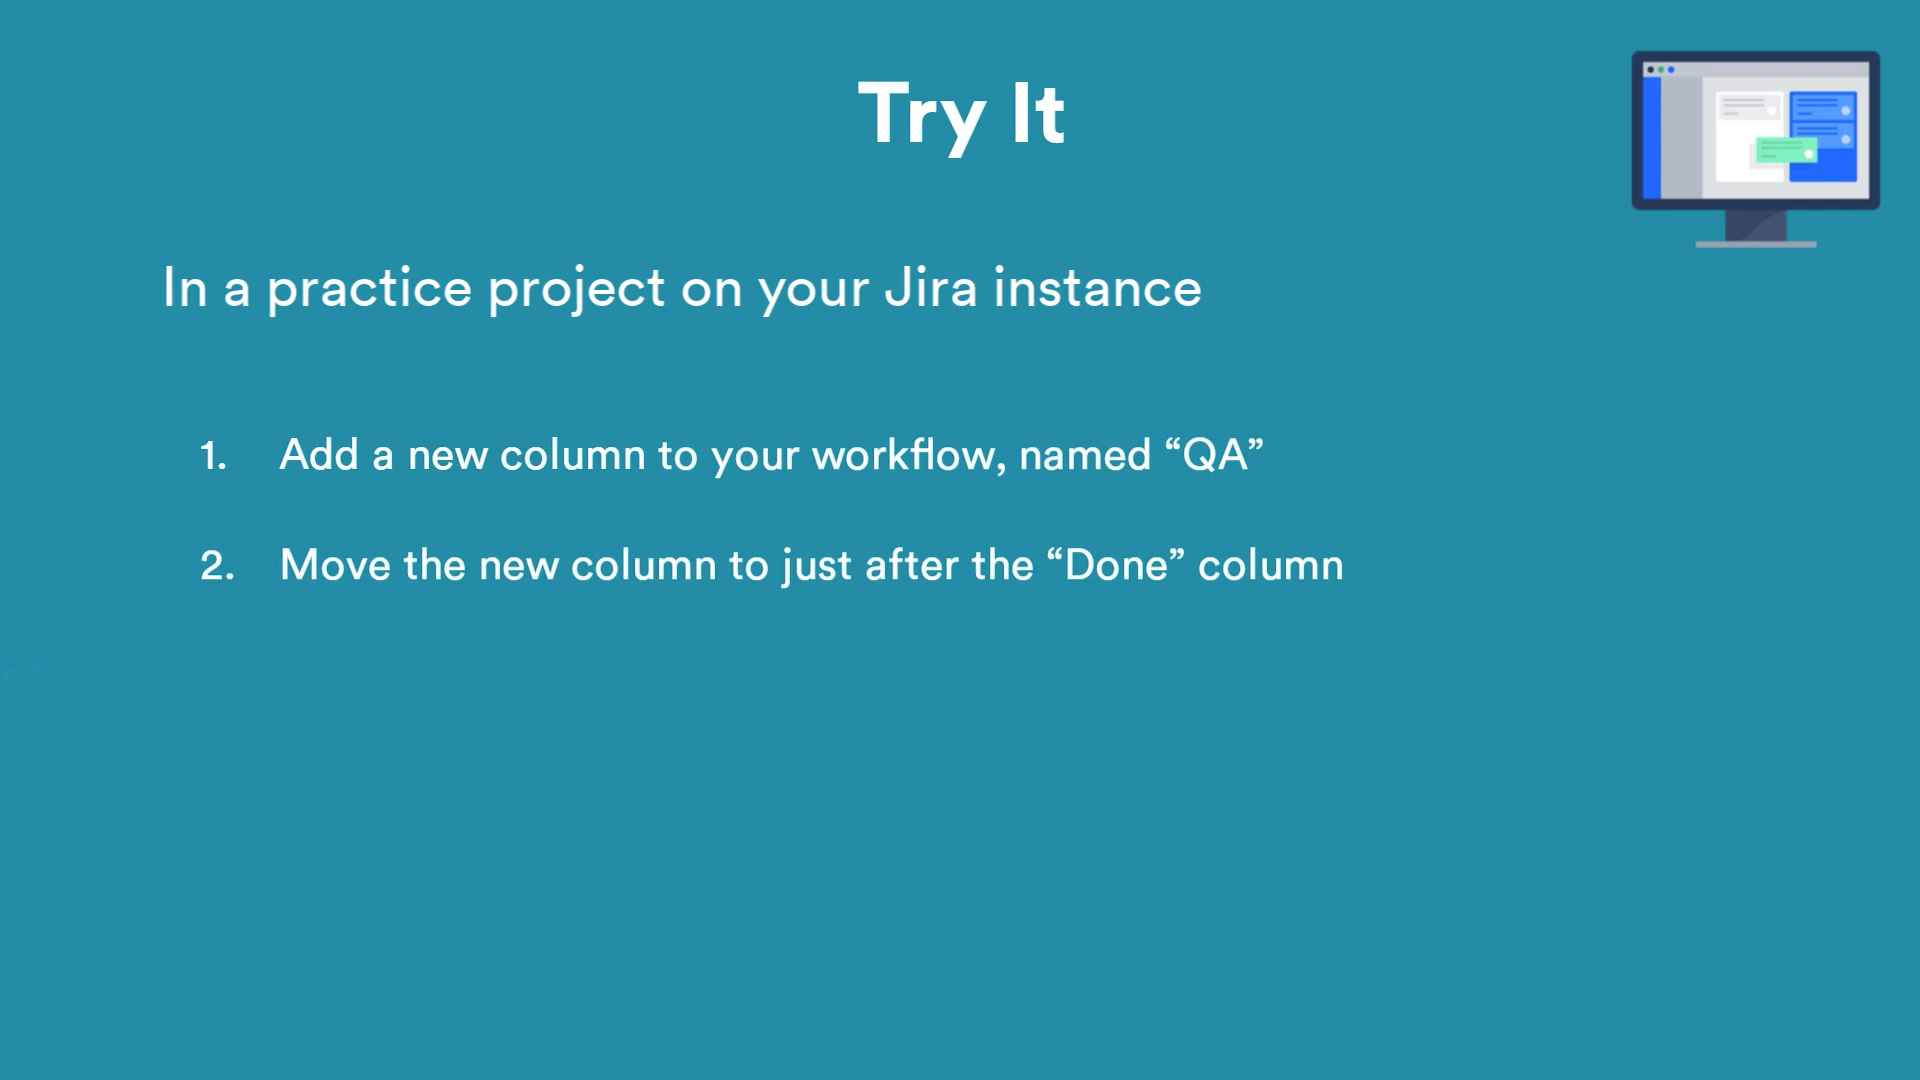 Try It
In a practice project on your Jira instance
1. Add a new column to your workflow, named “QA”
2. Move the new column to just after the “Done” column